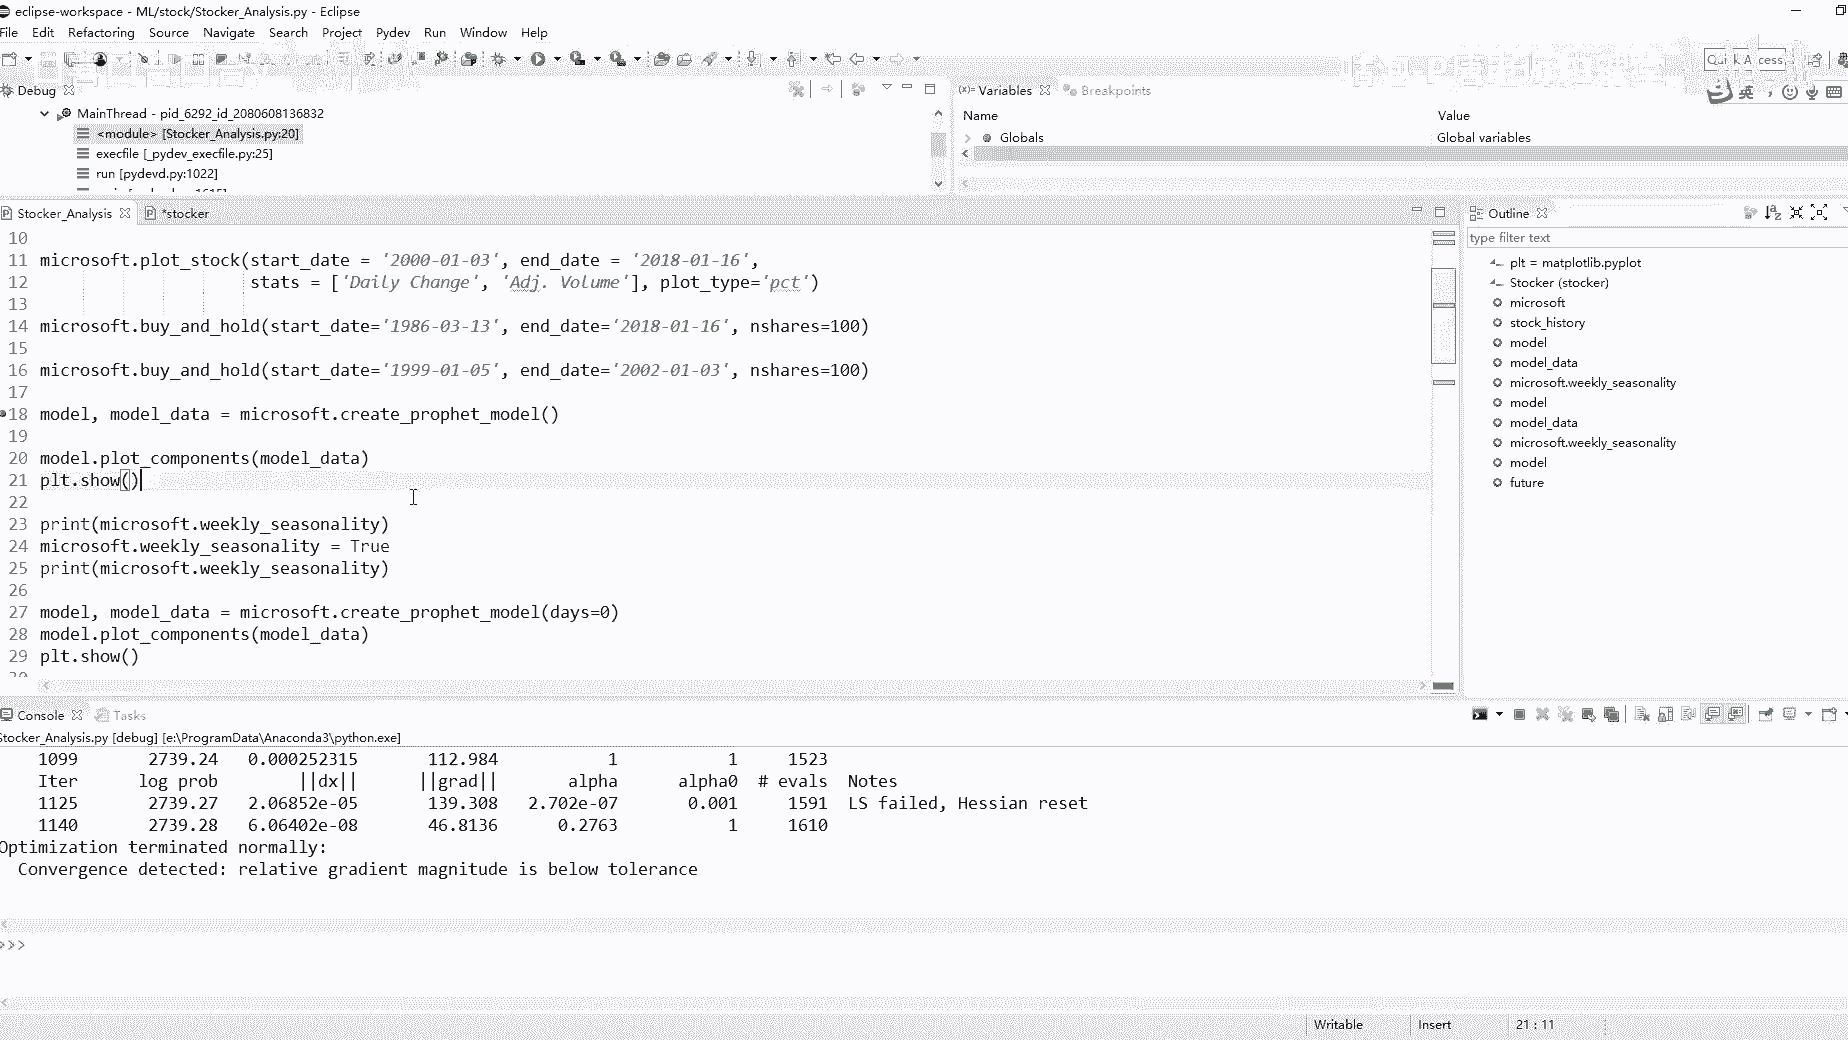 eclipse-workspace - ML/stock/Stocker_Analysis.py - Eclipse
File Edit Refactoring Source Navigate Search Project Pydev Run Window Help
Debug
MainThread - pid_6292_id_2080608136832
<module> [Stocker_Analysis.py:20]
execfile [_pydev_execfile.py:25]
run [pydevd.py:1022]
(x)= Variables Breakpoints
Name Value
Globals Global variables
Stocker_Analysis *stocker
10
11 microsoft.plot_stock(start_date = '2000-01-03', end_date = '2018-01-16',
12 stats = ['Daily Change', 'Adj. Volume'], plot_type='pct')
13
14 microsoft.buy_and_hold(start_date='1986-03-13', end_date='2018-01-16', nshares=100)
15
16 microsoft.buy_and_hold(start_date='1999-01-05', end_date='2002-01-03', nshares=100)
17
18 model, model_data = microsoft.create_prophet_model()
19
20 model.plot_components(model_data)
21 plt.show()
22
23 print(microsoft.weekly_seasonality)
24 microsoft.weekly_seasonality = True
25 print(microsoft.weekly_seasonality)
26
27 model, model_data = microsoft.create_prophet_model(days=0)
28 model.plot_components(model_data)
29 plt.show()
Outline
type filter text
plt = matplotlib.pyplot
Stocker (stocker)
microsoft
stock_history
model
model_data
microsoft.weekly_seasonality
model
model_data
microsoft.weekly_seasonality
model
future
Console Tasks
Stocker_Analysis.py [debug] [e:\ProgramData\Anaconda3\python.exe]
1099 2739.24 0.000252315 112.984 1 1 1523
Iter log prob ||dx|| ||grad|| alpha alpha0 # evals Notes
1125 2739.27 2.06852e-05 139.308 2.702e-07 0.001 1591 LS failed, Hessian reset
1140 2739.28 6.06402e-08 46.8136 0.2763 1 1610
Optimization terminated normally:
Convergence detected: relative gradient magnitude is below tolerance
>>>
Writable Insert 21 : 11